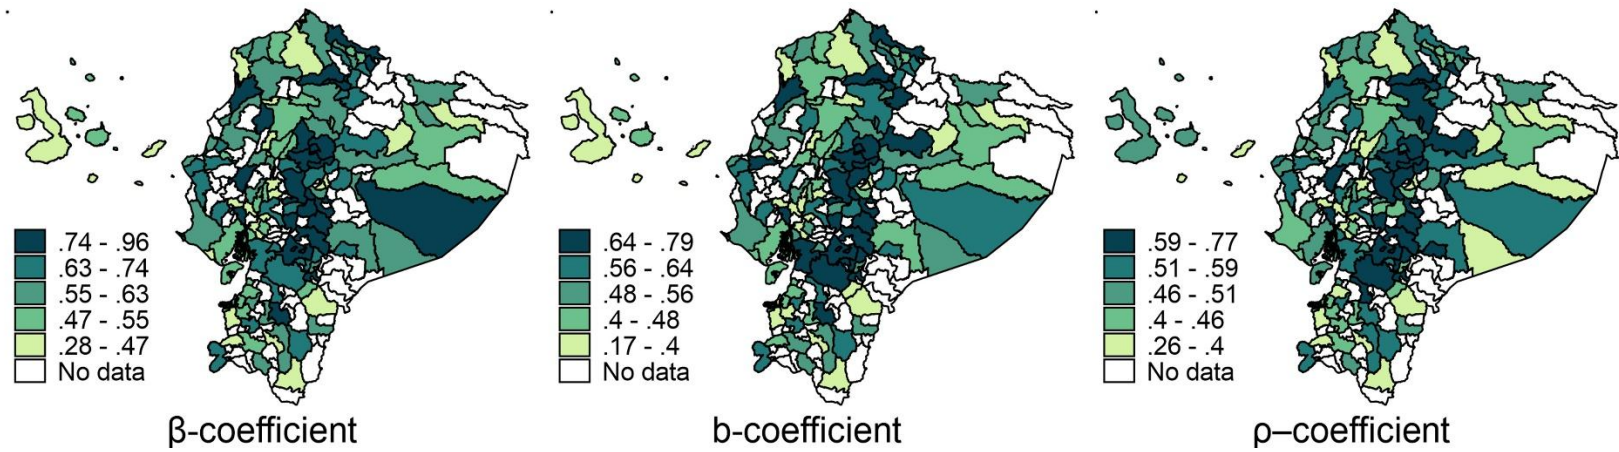 .74 - .96
.63 - .74
.55 - .63
.47 - .55
.28 - .47
No data
β-coefficient
.64 - .79
.56 - .64
.48 - .56
.4 - .48
.17 - .4
No data
b-coefficient
.59 - .77
.51 - .59
.46 - .51
.4 - .46
.26 - .4
No data
ρ–coefficient